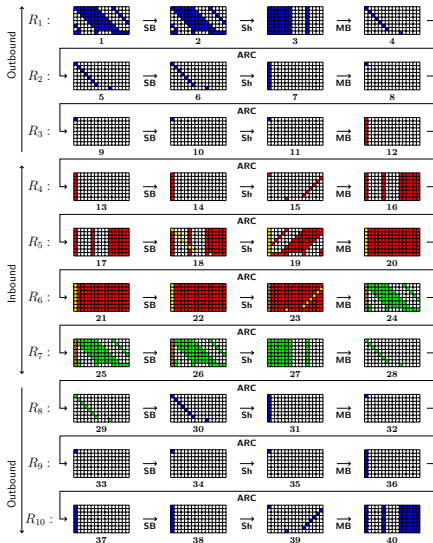 Outbound
R1 : SB Sh MB
1 2 3 4
ARC
R2 : SB Sh MB
5 6 7 8
ARC
R3 : SB Sh MB
9 10 11 12
ARC
Inbound
R4 : SB Sh MB
13 14 15 16
ARC
R5 : SB Sh MB
17 18 19 20
ARC
R6 : SB Sh MB
21 22 23 24
ARC
R7 : SB Sh MB
25 26 27 28
ARC
Outbound
R8 : SB Sh MB
29 30 31 32
ARC
R9 : SB Sh MB
33 34 35 36
ARC
R10 : SB Sh MB
37 38 39 40